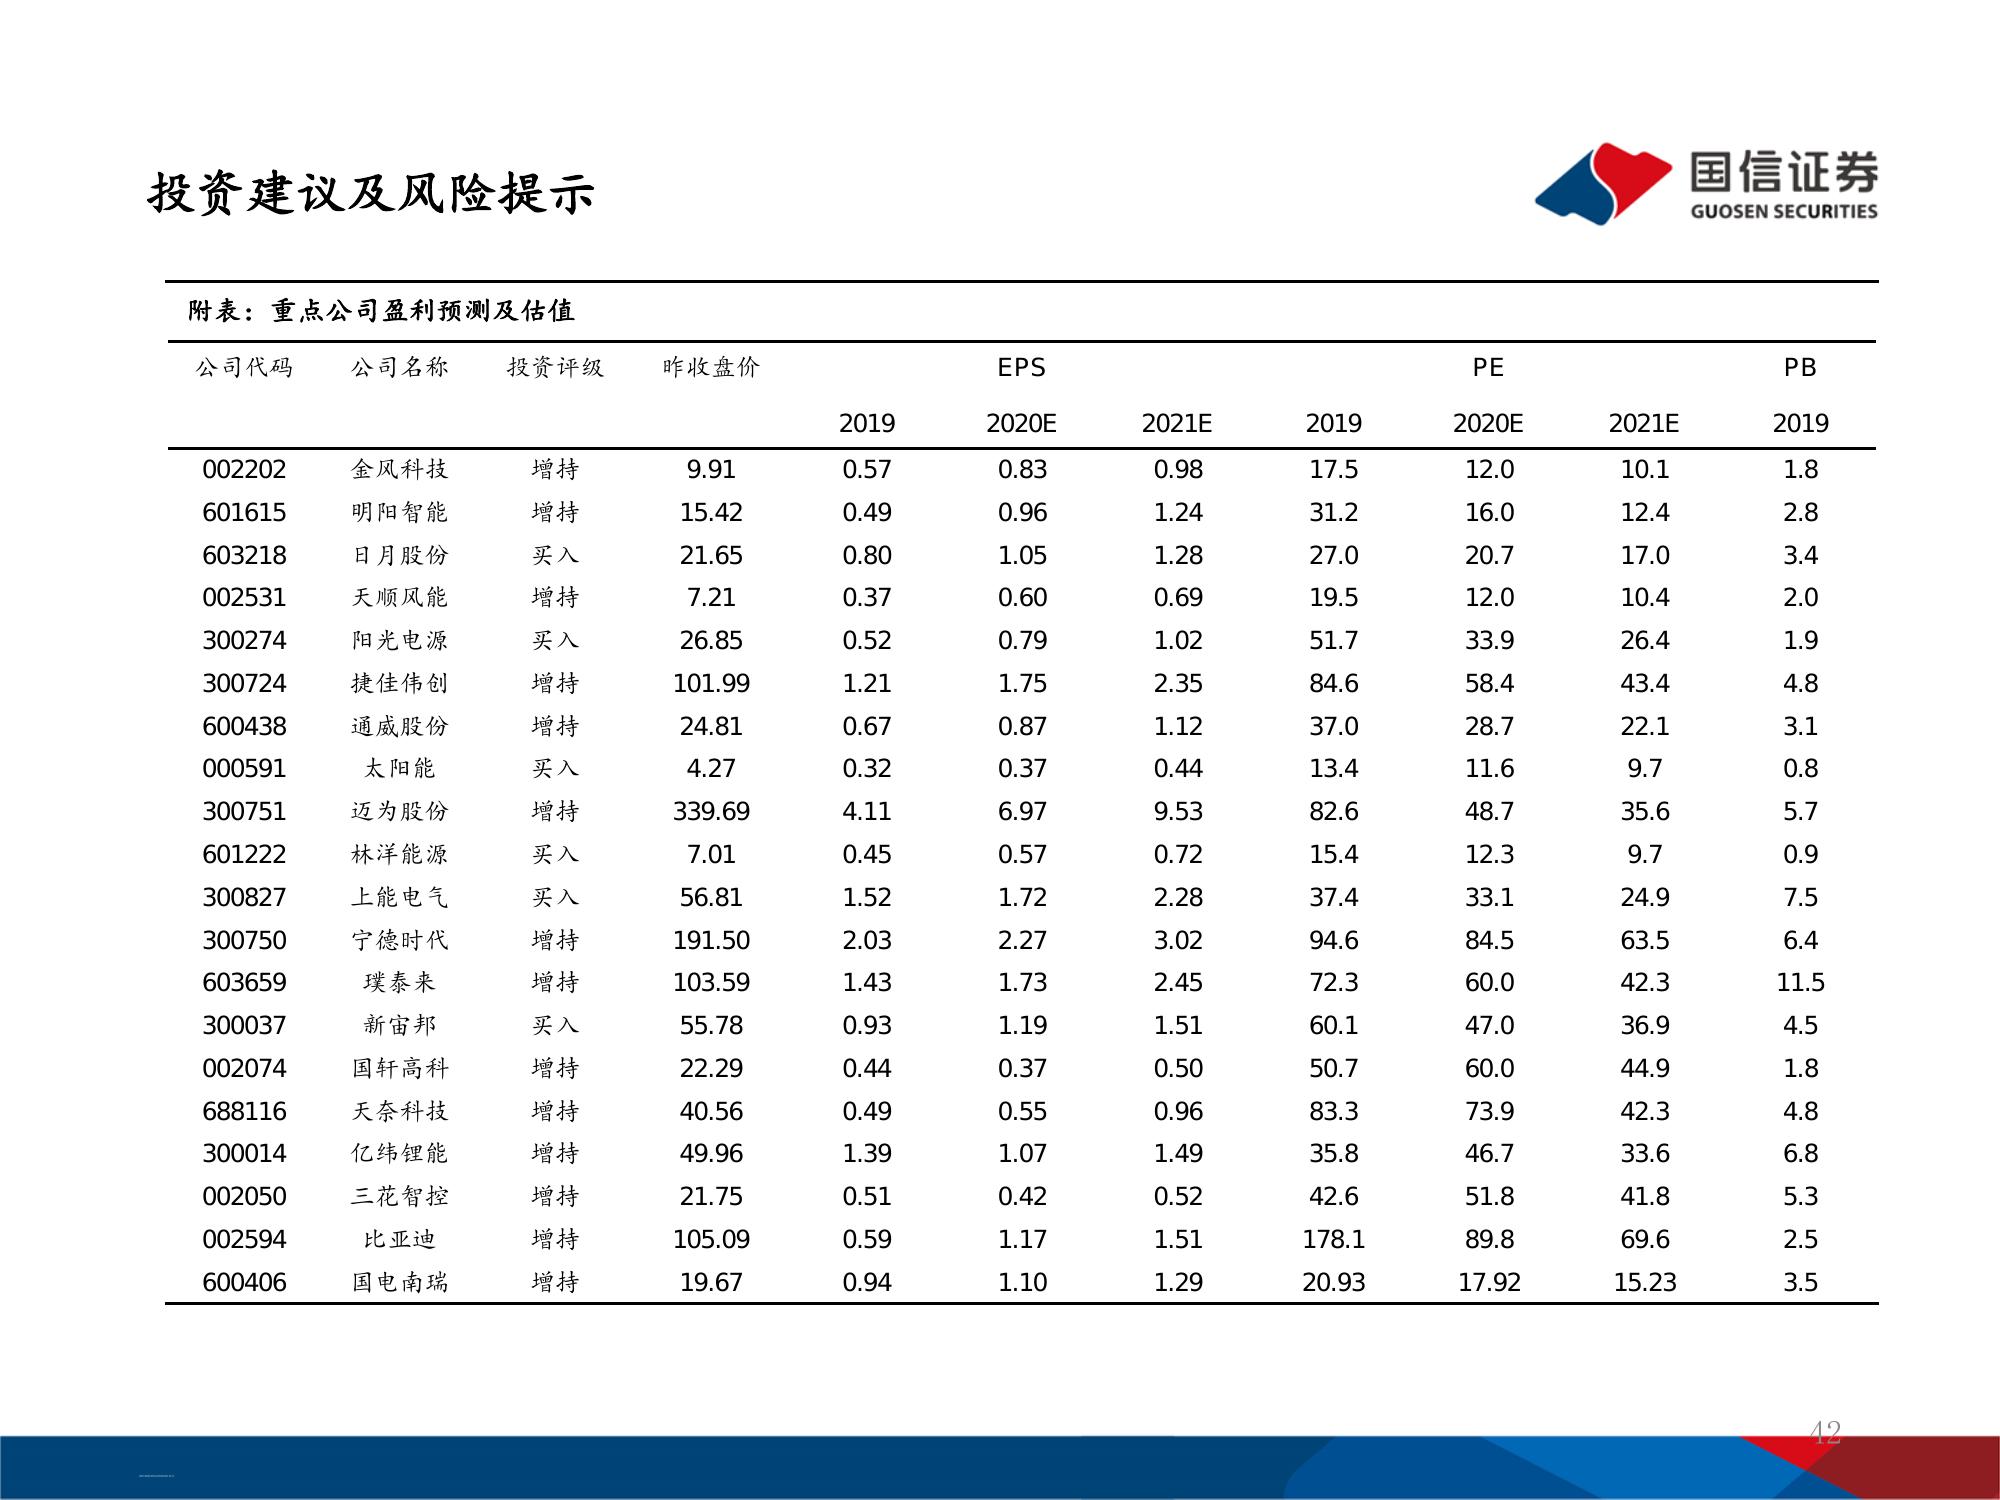 投资建议及风险提示
国信证券
GUOSEN SECURITIES
附表：重点公司盈利预测及估值
公司代码 公司名称 投资评级 昨收盘价 EPS PE PB
2019 2020E 2021E 2019 2020E 2021E 2019
002202 金风科技 增持 9.91 0.57 0.83 0.98 17.5 12.0 10.1 1.8
601615 明阳智能 增持 15.42 0.49 0.96 1.24 31.2 16.0 12.4 2.8
603218 日月股份 买入 21.65 0.80 1.05 1.28 27.0 20.7 17.0 3.4
002531 天顺风能 增持 7.21 0.37 0.60 0.69 19.5 12.0 10.4 2.0
300274 阳光电源 买入 26.85 0.52 0.79 1.02 51.7 33.9 26.4 1.9
300724 捷佳伟创 增持 101.99 1.21 1.75 2.35 84.6 58.4 43.4 4.8
600438 通威股份 增持 24.81 0.67 0.87 1.12 37.0 28.7 22.1 3.1
000591 太阳能 买入 4.27 0.32 0.37 0.44 13.4 11.6 9.7 0.8
300751 迈为股份 增持 339.69 4.11 6.97 9.53 82.6 48.7 35.6 5.7
601222 林洋能源 买入 7.01 0.45 0.57 0.72 15.4 12.3 9.7 0.9
300827 上能电气 买入 56.81 1.52 1.72 2.28 37.4 33.1 24.9 7.5
300750 宁德时代 增持 191.50 2.03 2.27 3.02 94.6 84.5 63.5 6.4
603659 璞泰来 增持 103.59 1.43 1.73 2.45 72.3 60.0 42.3 11.5
300037 新宙邦 买入 55.78 0.93 1.19 1.51 60.1 47.0 36.9 4.5
002074 国轩高科 增持 22.29 0.44 0.37 0.50 50.7 60.0 44.9 1.8
688116 天奈科技 增持 40.56 0.49 0.55 0.96 83.3 73.9 42.3 4.8
300014 亿纬锂能 增持 49.96 1.39 1.07 1.49 35.8 46.7 33.6 6.8
002050 三花智控 增持 21.75 0.51 0.42 0.52 42.6 51.8 41.8 5.3
002594 比亚迪 增持 105.09 0.59 1.17 1.51 178.1 89.8 69.6 2.5
600406 国电南瑞 增持 19.67 0.94 1.10 1.29 20.93 17.92 15.23 3.5
42